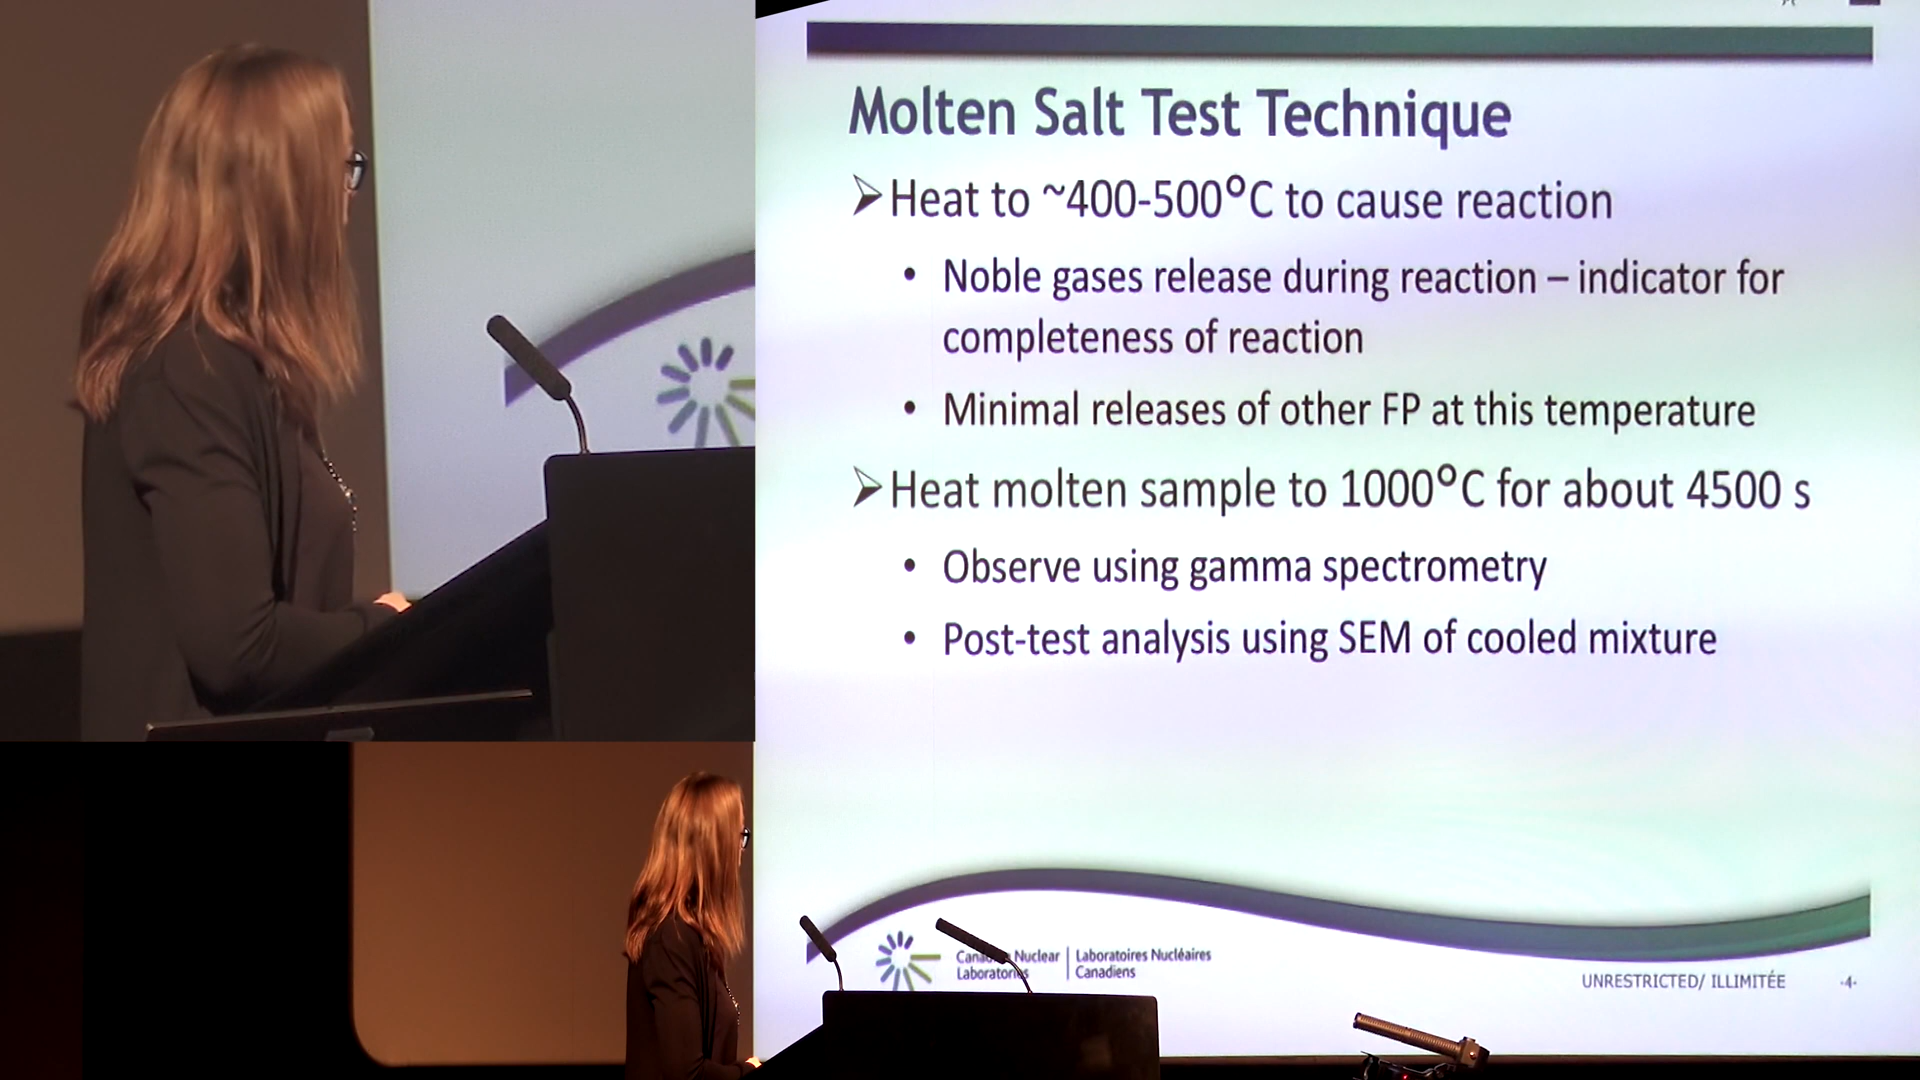 Molten Salt Test Technique
➢Heat to ~400-500°C to cause reaction
• Noble gases release during reaction – indicator for
completeness of reaction
• Minimal releases of other FP at this temperature
➢Heat molten sample to 1000°C for about 4500 s
• Observe using gamma spectrometry
• Post-test analysis using SEM of cooled mixture
Nuclear
Laboratories
Laboratoires Nucléaires
Canadiens
UNRESTRICTED/ ILLIMITÉE -4-